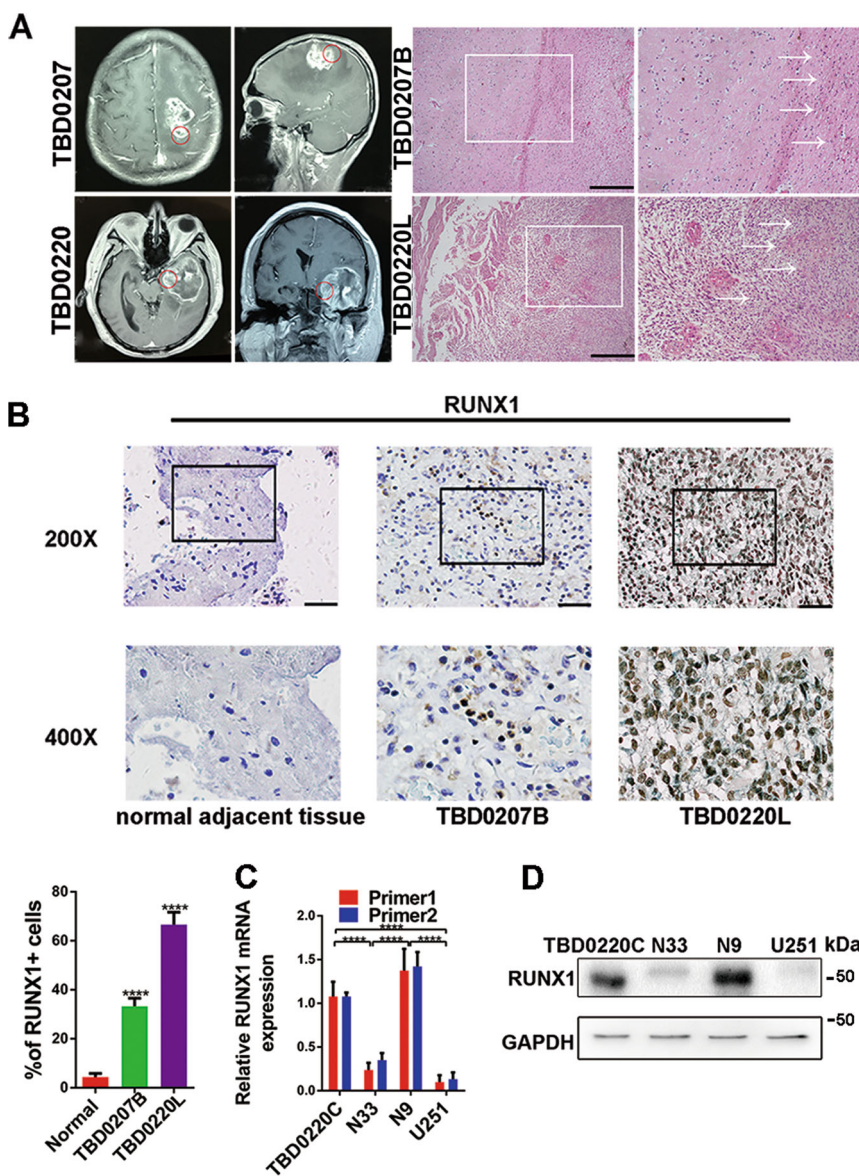 A
TBD0207
TBD0207B
TBD0220
TBD0220L
B
RUNX1
200X
400X
normal adjacent tissue TBD0207B TBD0220L
%of RUNX1+ cells
80
60
40
20
0
****
****
Normal
TBD0207B
TBD0220L
C
Relative RUNX1 mRNA
expression
Primer1
Primer2
2.0
1.5
1.0
0.5
0.0
****
**** **** ****
TBD0220C
N33
N9
U251
D
TBD0220C N33 N9 U251 kDa
RUNX1
-50
-50
GAPDH